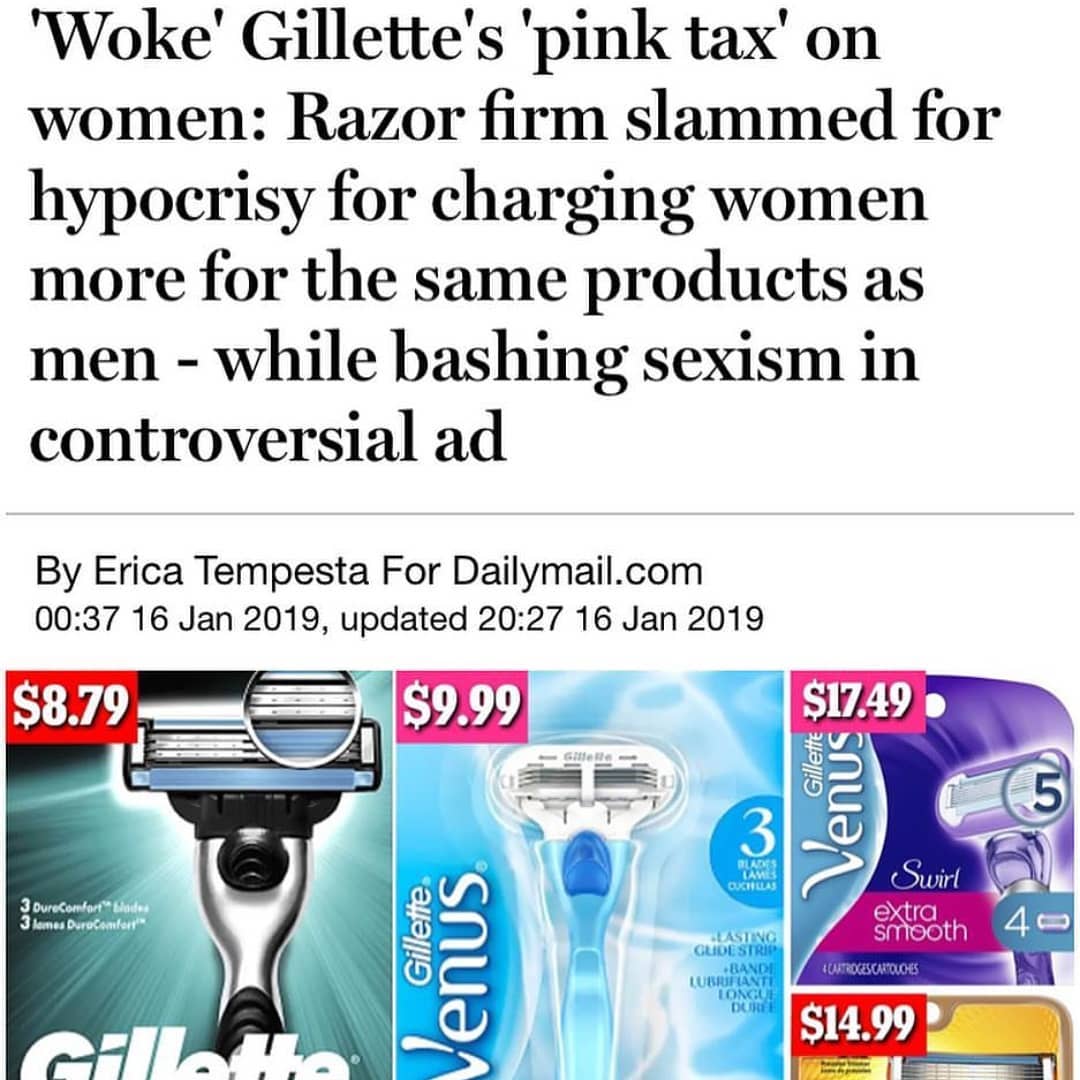 'Woke' Gillette's 'pink tax' on
women: Razor firm slammed for
hypocrisy for charging women
more for the same products as
men - while bashing sexism in
controversial ad
By Erica Tempesta For Dailymail.com
00:37 16 Jan 2019, updated 20:27 16 Jan 2019
$8.79
3 DuraComfort™ blades
3 lames DuraComfort™
Gillette®
$9.99
Gillette
3
BLADES
LAMES
CUCHILLAS
Gillette®
Venus®
•LASTING
GLIDE STRIP
•BANDE
LUBRIFIANTE
LONGUE
DURÉE
$17.49
Gillette
Venus
5
Swirl
extra
smooth
4
4 CARTRIDGES/CARTOUCHES
$14.99